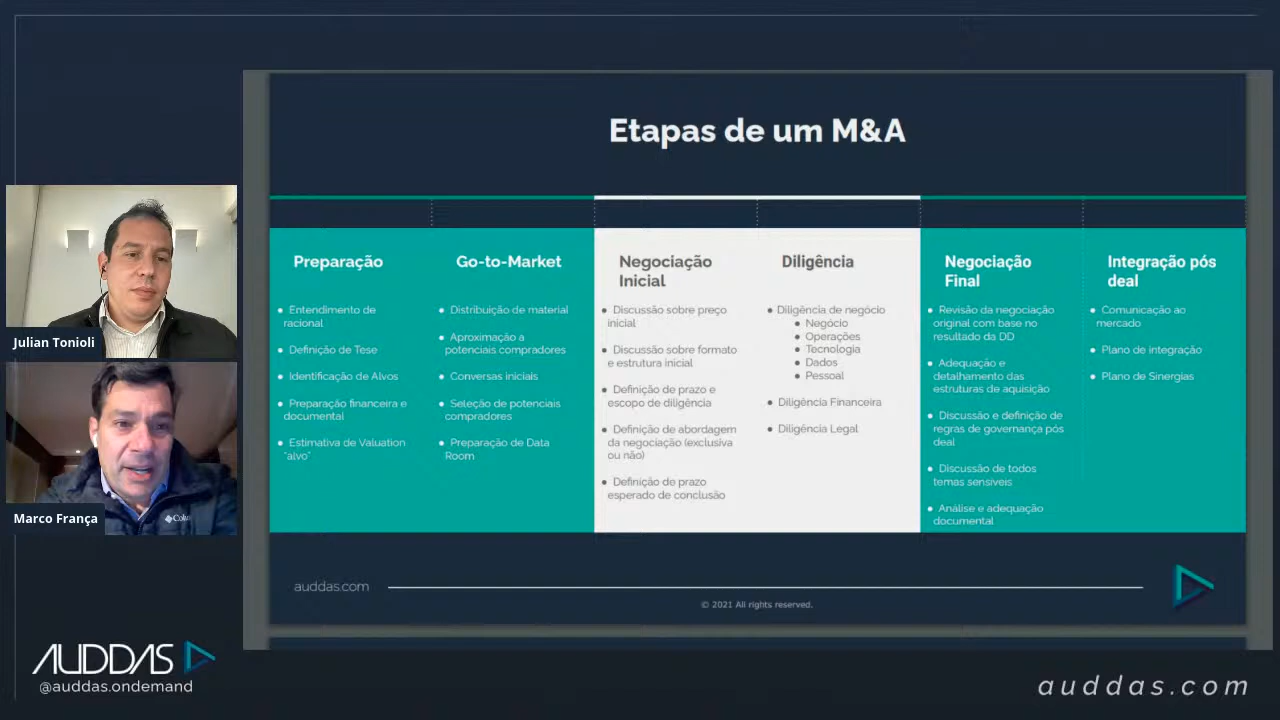 Etapas de um M&A
Preparação
● Entendimento de
racional
● Definição de Tese
● Identificação de Alvos
● Preparação financeira e
documental
● Estimativa de Valuation
"alvo"
Go-to-Market
● Distribuição de material
● Aproximação a
potenciais compradores
● Conversas iniciais
● Seleção de potenciais
compradores
● Preparação de Data
Room
Negociação
Inicial
● Discussão sobre preço
inicial
● Discussão sobre formato
e estrutura inicial
● Definição de prazo e
escopo de diligência
● Definição de abordagem
da negociação (exclusiva
ou não)
● Definição de prazo
esperado de conclusão
Diligência
● Diligência de negócio
● Negócio
● Operações
● Tecnologia
● Dados
● Pessoal
● Diligência Financeira
● Diligência Legal
Negociação
Final
● Revisão da negociação
original com base no
resultado da DD
● Adequação e
detalhamento das
estruturas de aquisição
● Discussão e definição de
regras de governança pós
deal
● Discussão de todos
temas sensíveis
● Análise e adequação
documental
Integração pós
deal
● Comunicação ao
mercado
● Plano de integração
● Plano de Sinergias
auddas.com
© 2021 All rights reserved.
Julian Tonioli
Marco França
AUDDAS
@auddas.ondemand
auddas.com